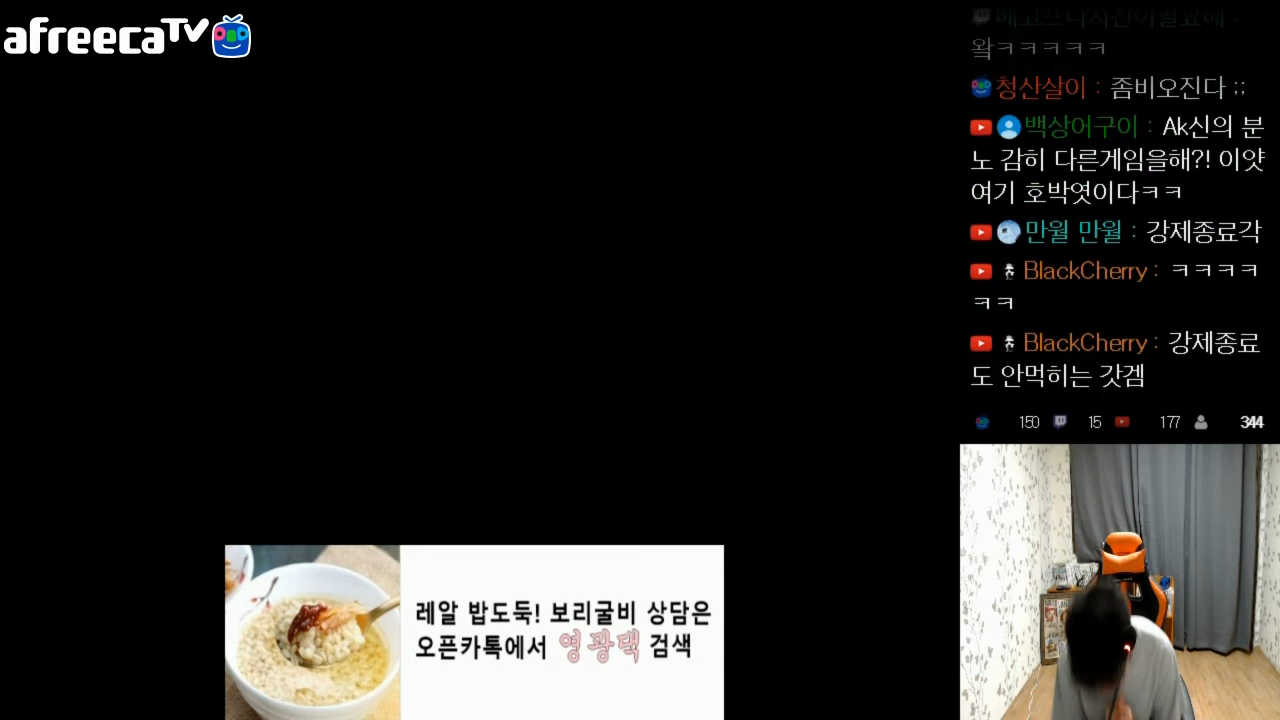 afreecaTV
왘ㅋㅋㅋㅋㅋ
청산살이 : 좀비오진다 ;;
백상어구이 : Ak신의 분
노 감히 다른게임을해?! 이얏
여기 호박엿이다ㅋㅋ
만월 만월 : 강제종료각
BlackCherry : ㅋㅋㅋㅋ
ㅋㅋ
BlackCherry : 강제종료
도 안먹히는 갓겜
150 15 177 344
레알 밥도둑! 보리굴비 상담은
오픈카톡에서 영광댁 검색